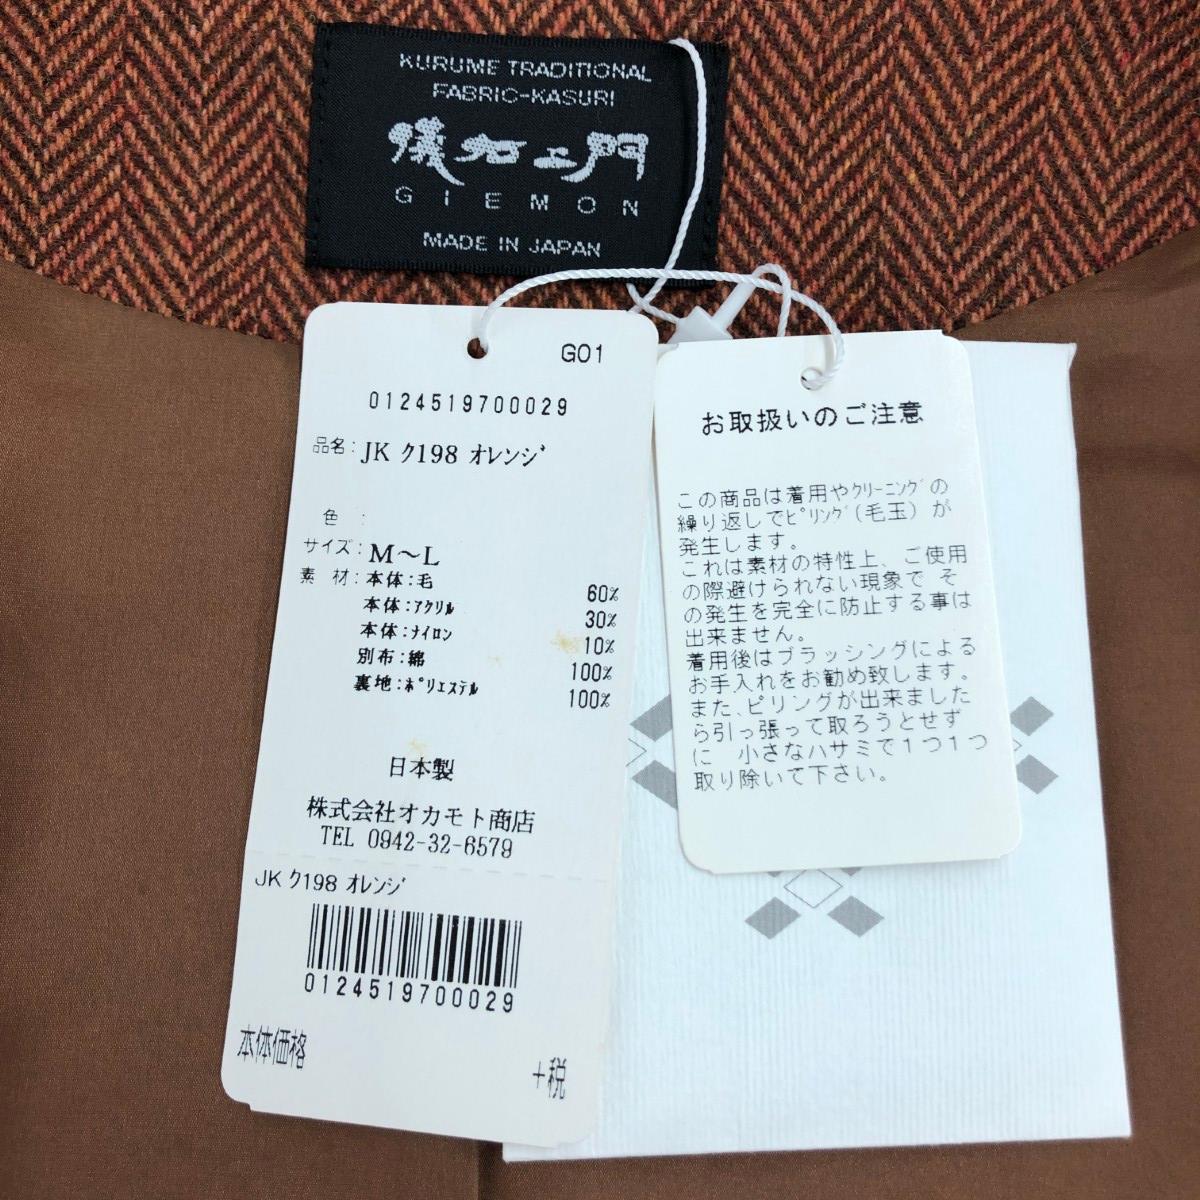 KURUME TRADITIONAL
FABRIC-KASURI
儀右ヱ門
GIEMON
MADE IN JAPAN
G01
0124519700029
品名: JK ク198 オレンジ
色 :
サイズ: M～L
素 材: 本体:毛 60%
本体:アクリル 30%
本体:ナイロン 10%
別布:綿 100%
裏地:ポリエステル 100%
日本製
株式会社オカモト商店
TEL 0942-32-6579
JK ク198 オレンジ
0124519700029
本体価格
+税
お取扱いのご注意
この商品は着用やクリーニングの
繰り返しでピリング(毛玉)が
発生します。
これは素材の特性上、ご使用
の際避けられない現象で そ
の発生を完全に防止する事は
出来ません。
着用後はブラッシングによる
お手入れをお勧め致します。
また、ピリングが出来ました
ら引っ張って取ろうとせず
に 小さなハサミで1つ1つ
取り除いて下さい。